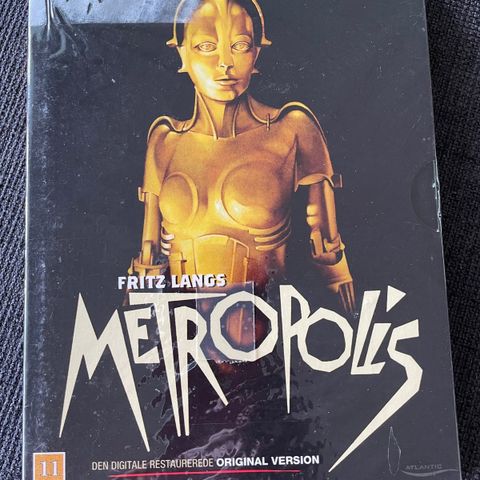 FRITZ LANGS
METROPOLIS
11
DEN DIGITALE RESTAUREREDE ORIGINAL VERSION
ATLANTIC